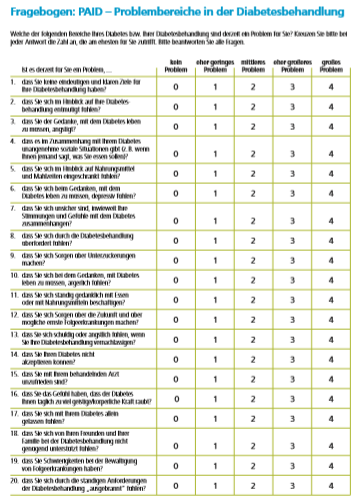 Fragebogen: PAID – Problembereiche in der Diabetesbehandlung
Welche der folgenden Bereiche Ihres Diabetes bzw. Ihrer Diabetesbehandlung sind derzeit ein Problem für Sie? Kreuzen Sie bitte bei
jeder Antwort die Zahl an, die am ehesten für Sie zutrifft. Bitte beantworten Sie alle Fragen.
kein eher geringes mittleres eher größeres großes
Ist es derzeit für Sie ein Problem, ... Problem Problem Problem Problem Problem
1. dass Sie keine eindeutigen und klaren Ziele für
Ihre Diabetesbehandlung haben? 0 1 2 3 4
2. dass Sie sich im Hinblick auf Ihre Diabetes-
behandlung entmutigt fühlen? 0 1 2 3 4
3. dass Sie der Gedanke, mit dem Diabetes leben
zu müssen, ängstigt? 0 1 2 3 4
4. dass es im Zusammenhang mit Ihrem Diabetes
unangenehme soziale Situationen gibt (z. B. wenn
Ihnen jemand sagt, was Sie essen sollen)? 0 1 2 3 4
5. dass Sie sich im Hinblick auf Nahrungsmittel
und Mahlzeiten eingeschränkt fühlen? 0 1 2 3 4
6. dass Sie sich beim Gedanken, mit dem
Diabetes leben zu müssen, depressiv fühlen? 0 1 2 3 4
7. dass Sie sich unsicher sind, inwieweit Ihre
Stimmungen und Gefühle mit dem Diabetes
zusammenhängen? 0 1 2 3 4
8. dass Sie sich durch die Diabetesbehandlung
überfordert fühlen? 0 1 2 3 4
9. dass Sie sich Sorgen über Unterzuckerungen
machen? 0 1 2 3 4
10. dass Sie sich bei dem Gedanken, mit Diabetes
leben zu müssen, ärgerlich fühlen? 0 1 2 3 4
11. dass Sie sich ständig gedanklich mit Essen
oder mit Nahrungsmitteln beschäftigen? 0 1 2 3 4
12. dass Sie sich Sorgen über die Zukunft und über
mögliche ernste Folgeerkrankungen machen? 0 1 2 3 4
13. dass Sie sich schuldig oder ängstlich fühlen, wenn
Sie Ihre Diabetesbehandlung vernachlässigen? 0 1 2 3 4
14. dass Sie Ihren Diabetes nicht
akzeptieren können? 0 1 2 3 4
15. dass Sie mit Ihrem behandelnden Arzt
unzufrieden sind? 0 1 2 3 4
16. dass Sie das Gefühl haben, dass der Diabetes
Ihnen täglich zu viel geistige/körperliche Kraft raubt? 0 1 2 3 4
17. dass Sie sich mit Ihrem Diabetes allein
gelassen fühlen? 0 1 2 3 4
18. dass Sie sich von Ihren Freunden und Ihrer
Familie bei der Diabetesbehandlung nicht
genügend unterstützt fühlen? 0 1 2 3 4
19. dass Sie Schwierigkeiten bei der Bewältigung
von Folgeerkrankungen haben? 0 1 2 3 4
20. dass Sie sich durch die ständigen Anforderungen
der Diabetesbehandlung „ausgebrannt“ fühlen? 0 1 2 3 4